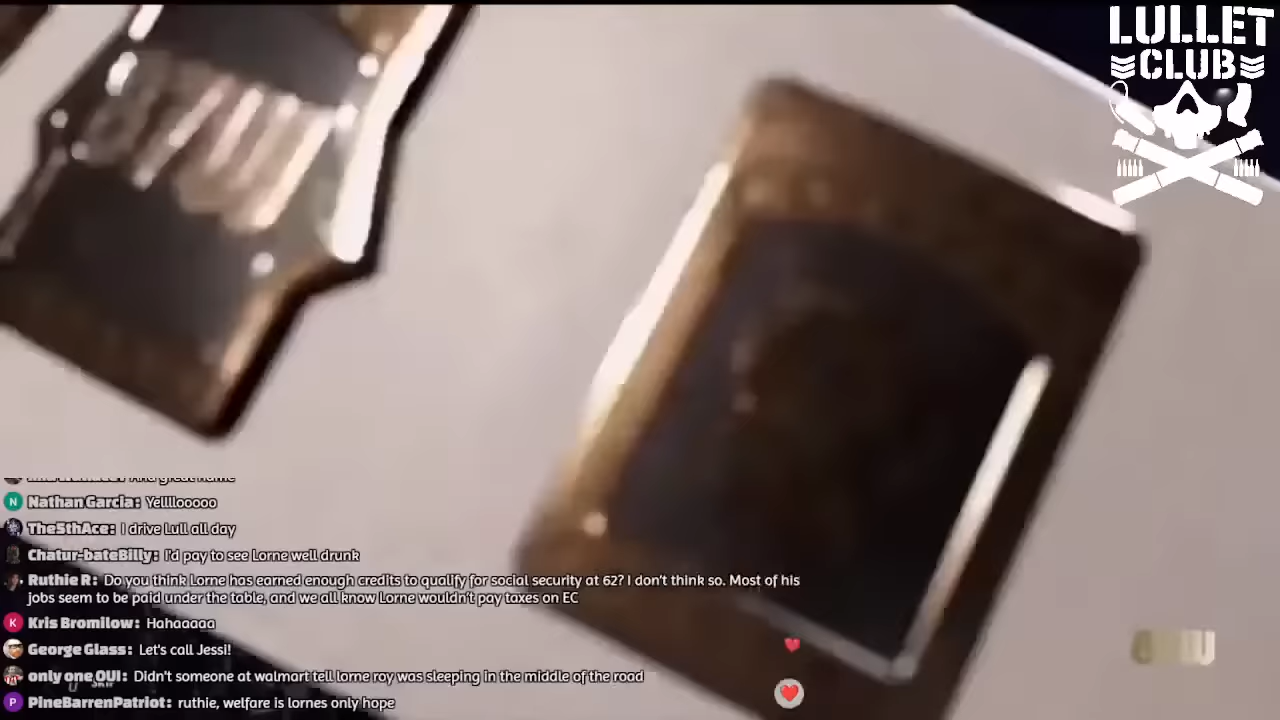 LULLET
CLUB
Nathan Garcia: Yellllooooo
The5thAce: I drive Lull all day
Chatur-bateBilly: I'd pay to see Lorne well drunk
Ruthie R: Do you think Lorne has earned enough credits to qualify for social security at 62? I don't think so. Most of his
jobs seem to be paid under the table, and we all know Lorne wouldn't pay taxes on EC
Kris Bromilow: Hahaaaaa
George Glass: Let's call Jessi!
only one OUI: Didn't someone at walmart tell lorne roy was sleeping in the middle of the road
PineBarrenPatriot: ruthie, welfare is lornes only hope